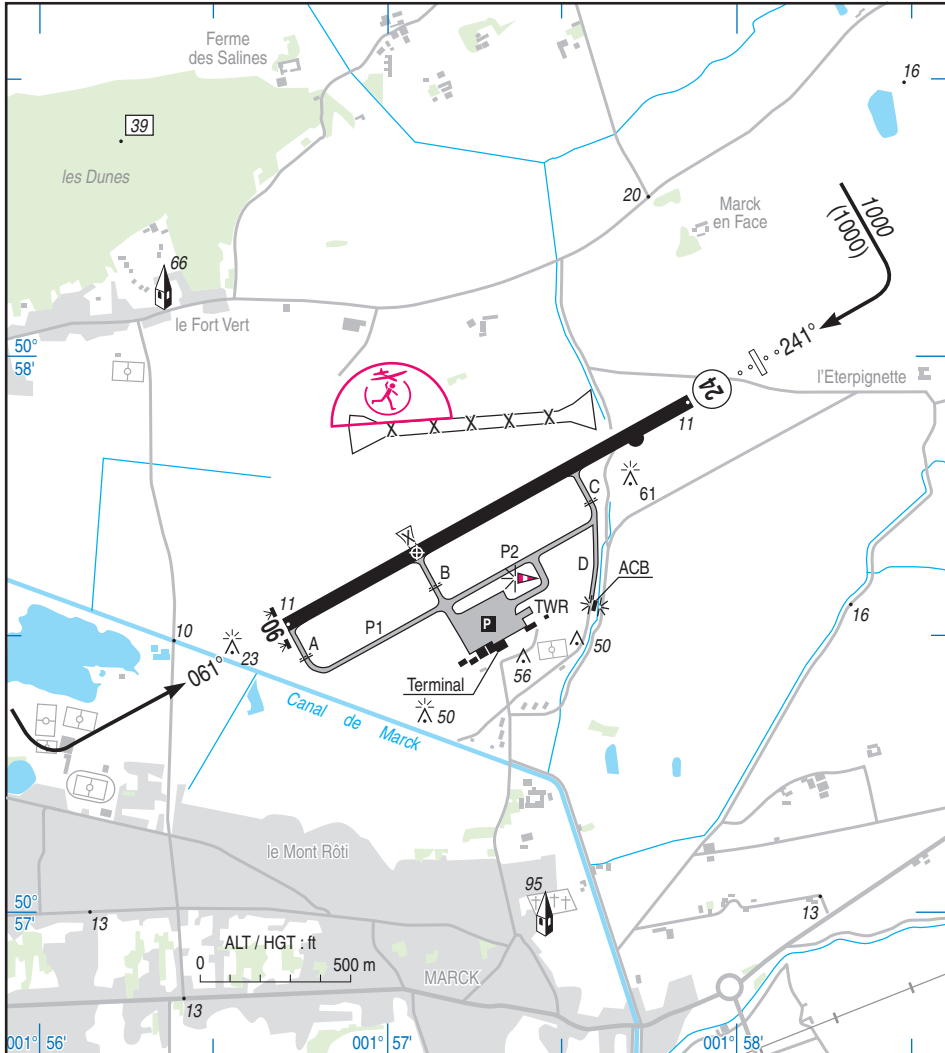 Ferme
des Salines
16
39
les Dunes
20
Marck
en Face
1000
(1000)
66
le Fort Vert
50°
58'
241°
24
l'Eterpignette
11
X X X X X
C
61
X
P2
B
D
ACB
11
TWR
P
06
A
P1
10
23
061°
50
56
16
Terminal
50
Canal de Marck
le Mont Rôti
95
50°
57'
13
13
ALT / HGT : ft
0 500 m
MARCK
13
001° 56'
001° 57'
001° 58'